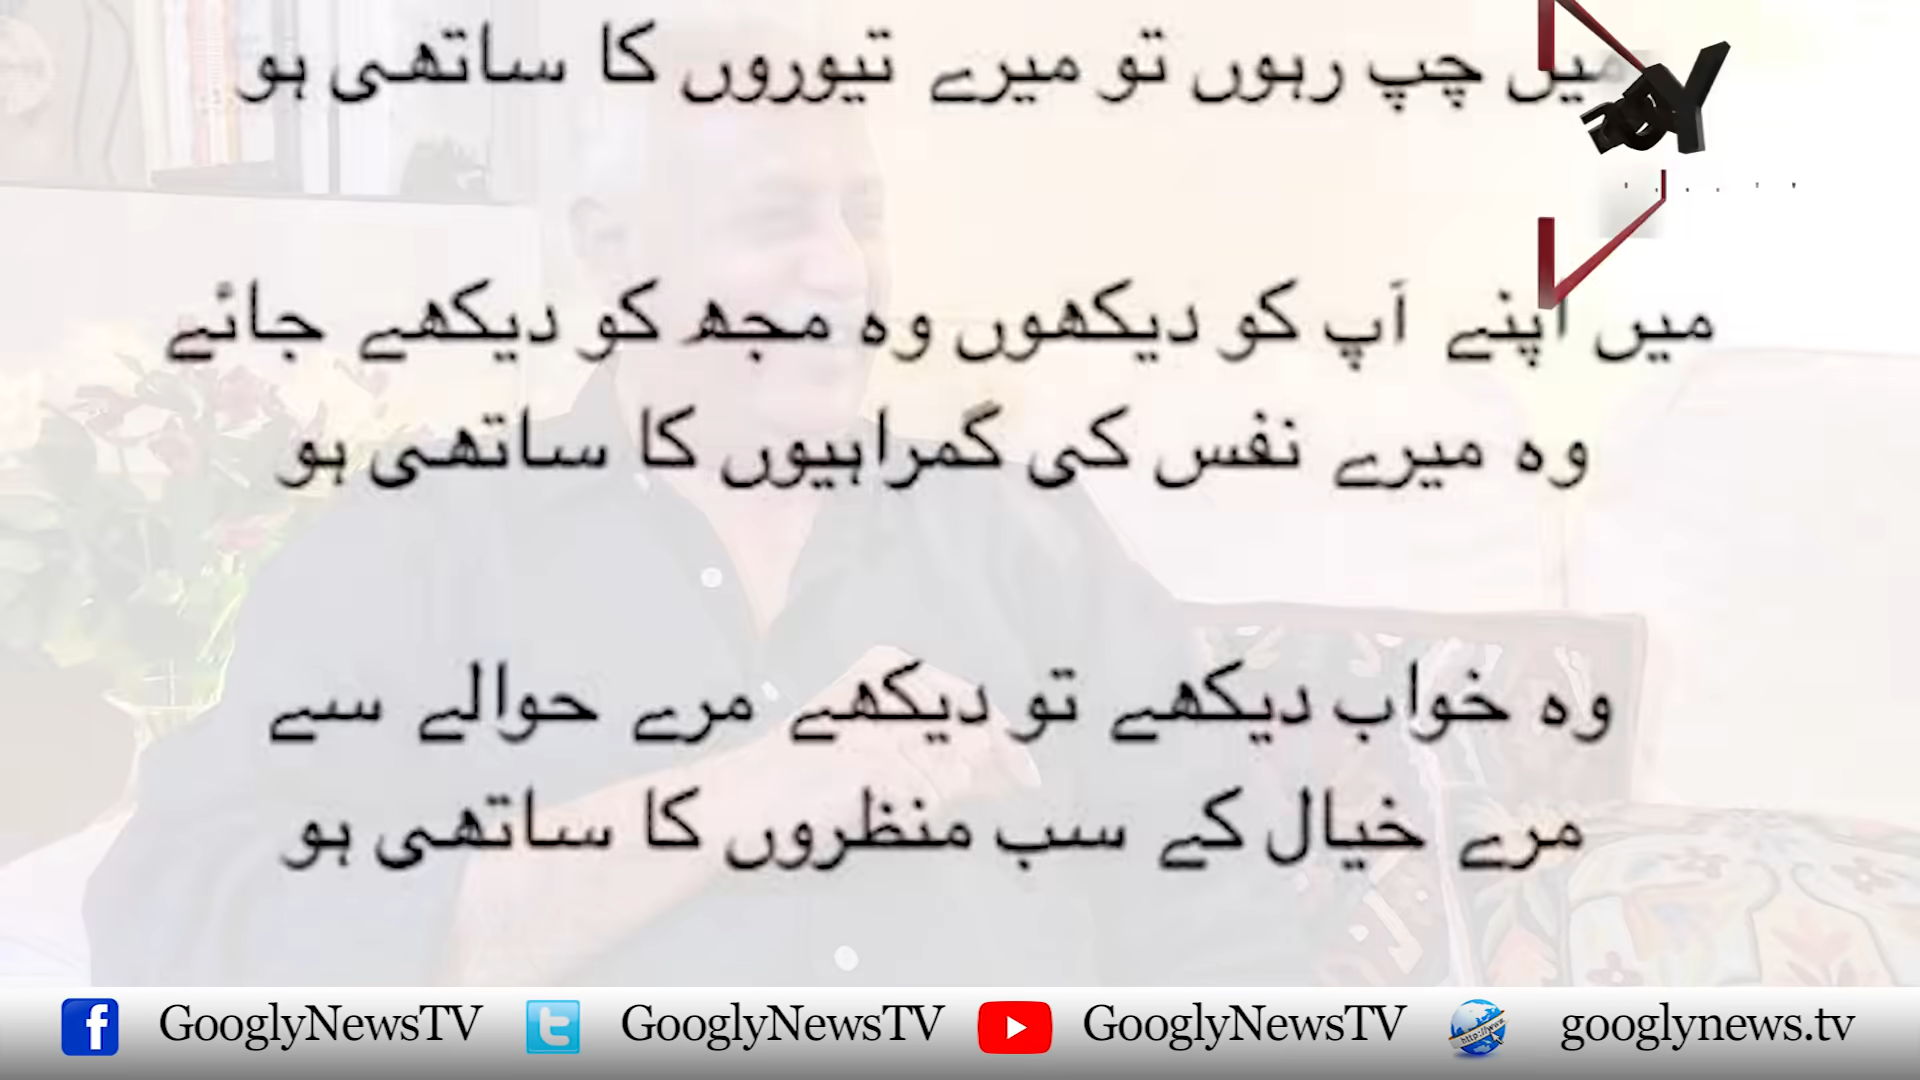 میں چپ رہوں تو میرے تیوروں کا ساتھی ہو
میں اپنے آپ کو دیکھوں وہ مجھ کو دیکھے جائے
وہ میرے نفس کی گمراہیوں کا ساتھی ہو
وہ خواب دیکھے تو دیکھے مرے حوالے سے
مرے خیال کے سب منظروں کا ساتھی ہو
GooglyNewsTV GooglyNewsTV GooglyNewsTV googlynews.tv